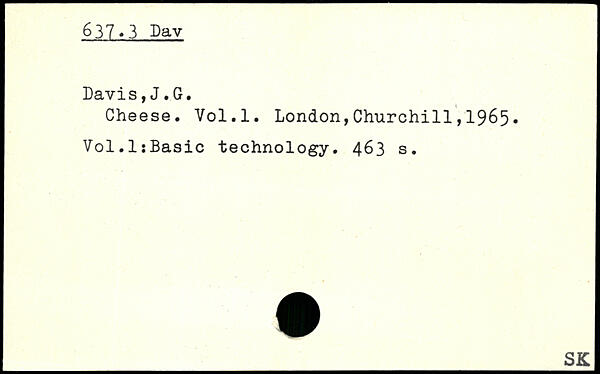 637.3 Dav
Davis,J.G.
Cheese. Vol.1. London,Churchill,1965.
Vol.1:Basic technology. 463 s.
SK